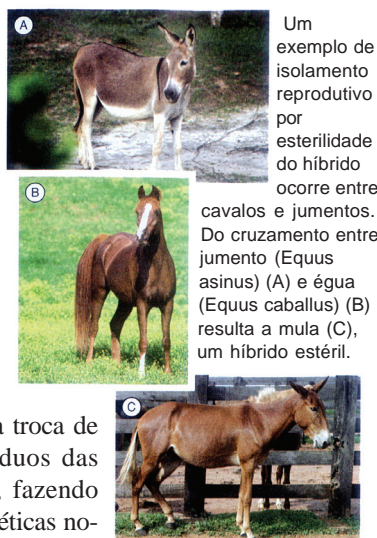 A
Um
exemplo de
isolamento
reprodutivo
por
esterilidade
do híbrido
ocorre entre
cavalos e jumentos.
Do cruzamento entre
jumento (Equus
asinus) (A) e égua
(Equus caballus) (B)
resulta a mula (C),
um híbrido estéril.
B
C
a troca de
duos das
, fazendo
éticas no-